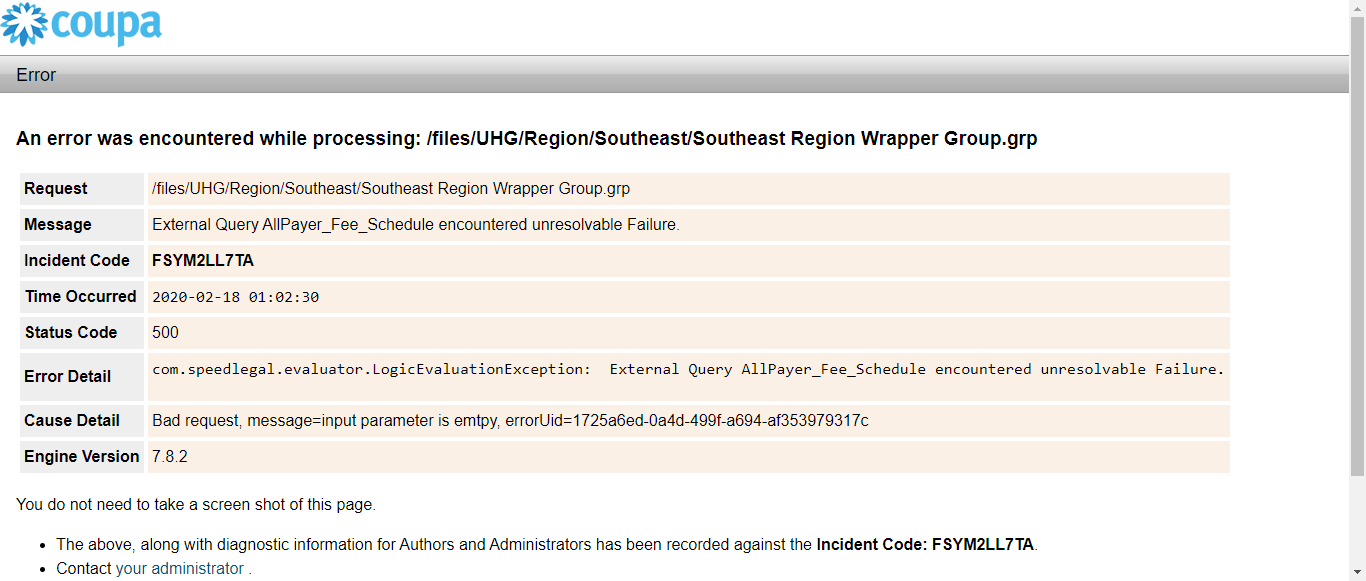 coupa
Error
An error was encountered while processing: /files/UHG/Region/Southeast/Southeast Region Wrapper Group.grp
Request /files/UHG/Region/Southeast/Southeast Region Wrapper Group.grp
Message External Query AllPayer_Fee_Schedule encountered unresolvable Failure.
Incident Code FSYM2LL7TA
Time Occurred 2020-02-18 01:02:30
Status Code 500
Error Detail com.speedlegal.evaluator.LogicEvaluationException: External Query AllPayer_Fee_Schedule encountered unresolvable Failure.
Cause Detail Bad request, message=input parameter is emtpy, errorUid=1725a6ed-0a4d-499f-a694-af353979317c
Engine Version 7.8.2
You do not need to take a screen shot of this page.
• The above, along with diagnostic information for Authors and Administrators has been recorded against the Incident Code: FSYM2LL7TA.
• Contact your administrator .